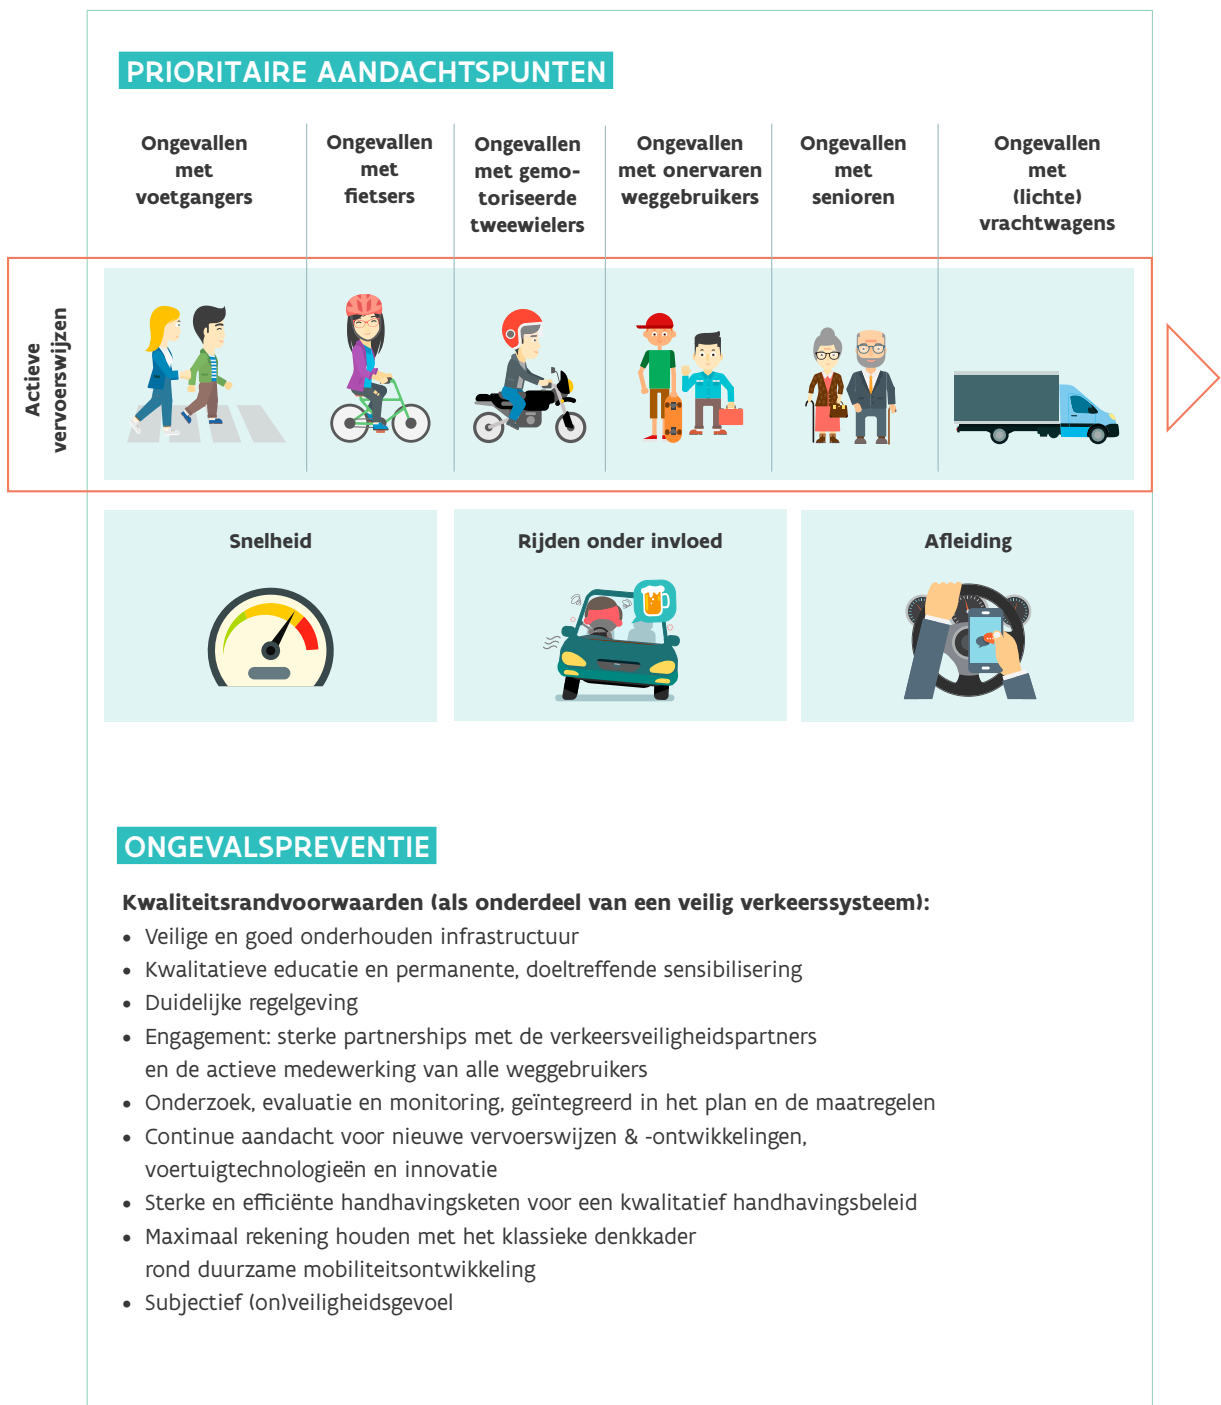 PRIORITAIRE AANDACHTSPUNTEN
Ongevallen
met
voetgangers
Ongevallen
met
fietsers
Ongevallen
met gemo-
toriseerde
tweewielers
Ongevallen
met onervaren
weggebruikers
Ongevallen
met
senioren
Ongevallen
met
(lichte)
vrachtwagens
Actieve
vervoerswijzen
Snelheid
Rijden onder invloed
Afleiding
ONGEVALSPREVENTIE
Kwaliteitsrandvoorwaarden (als onderdeel van een veilig verkeerssysteem):
• Veilige en goed onderhouden infrastructuur
• Kwalitatieve educatie en permanente, doeltreffende sensibilisering
• Duidelijke regelgeving
• Engagement: sterke partnerships met de verkeersveiligheidspartners
en de actieve medewerking van alle weggebruikers
• Onderzoek, evaluatie en monitoring, geïntegreerd in het plan en de maatregelen
• Continue aandacht voor nieuwe vervoerswijzen & -ontwikkelingen,
voertuigtechnologieën en innovatie
• Sterke en efficiënte handhavingsketen voor een kwalitatief handhavingsbeleid
• Maximaal rekening houden met het klassieke denkkader
rond duurzame mobiliteitsontwikkeling
• Subjectief (on)veiligheidsgevoel